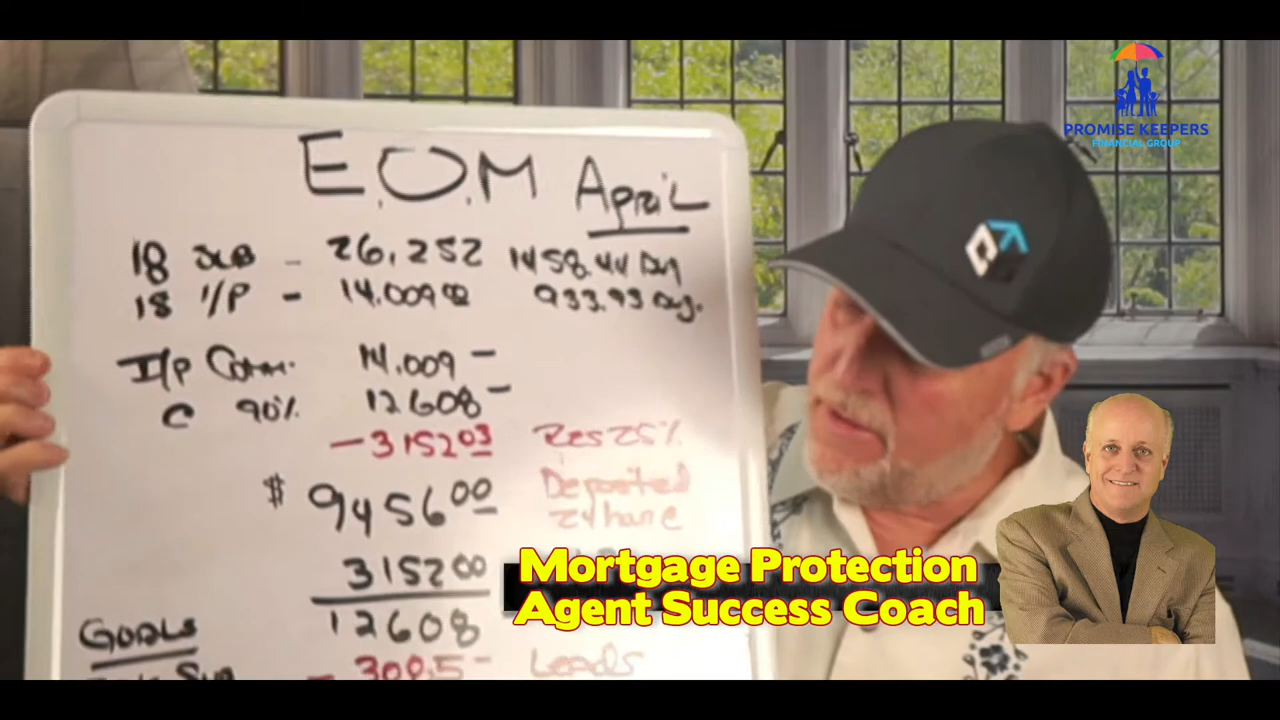 PROMISE KEEPERS
FINANCIAL GROUP
E.O.M April
18 SUB - 26,252 1458.44 Avg
18 I/P - 14.009 933.93 Avg.
I/P Comm. 14.009 -
C 90% 12608 -
- 3152 03 Res 25%
$ 9456 00 Deposited
24 hour
3152 00
12608
GOALS
Leads
Mortgage Protection
Agent Success Coach